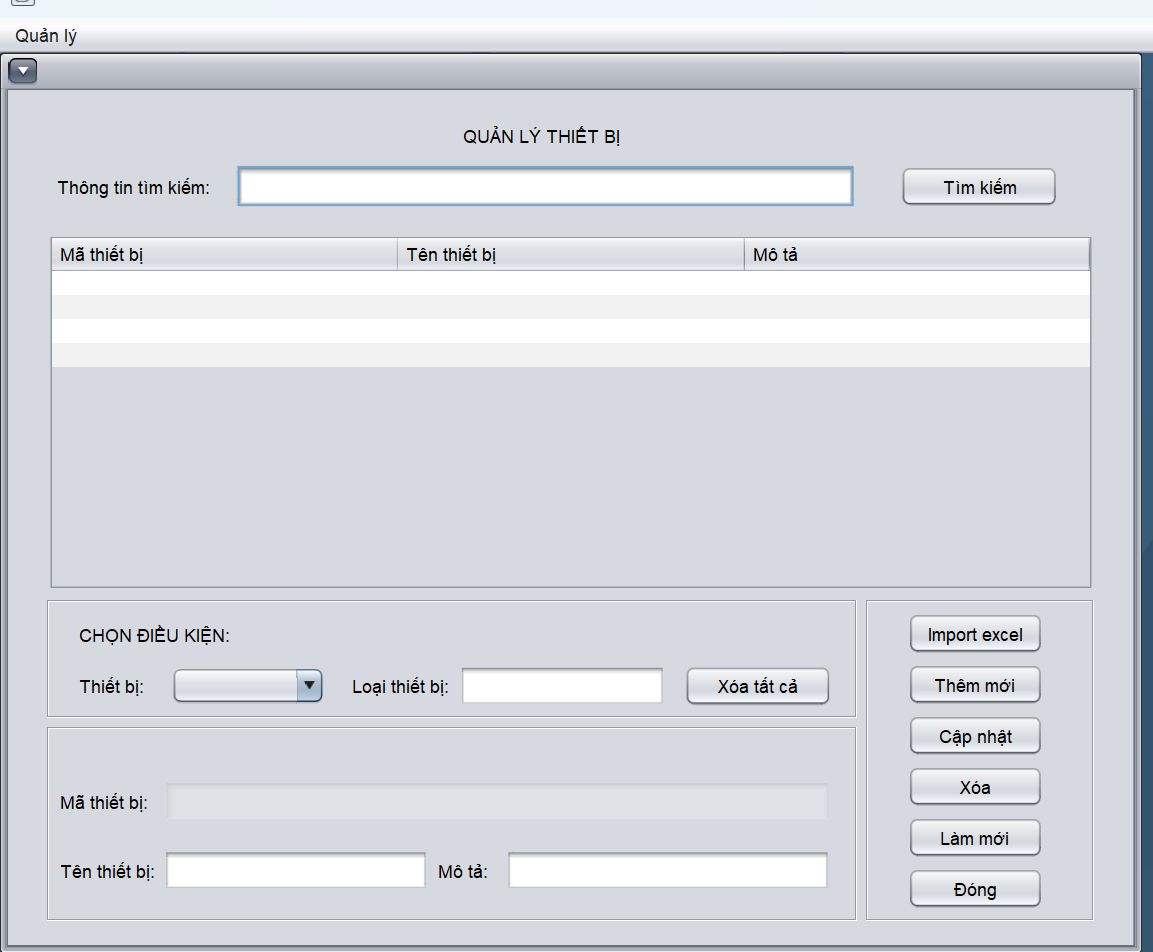 Quản lý
QUẢN LÝ THIẾT BỊ
Thông tin tìm kiếm:
Tìm kiếm
Mã thiết bị Tên thiết bị Mô tả
CHỌN ĐIỀU KIỆN:
Thiết bị:
Loại thiết bị:
Xóa tất cả
Mã thiết bị:
Tên thiết bị:
Mô tả:
Import excel
Thêm mới
Cập nhật
Xóa
Làm mới
Đóng